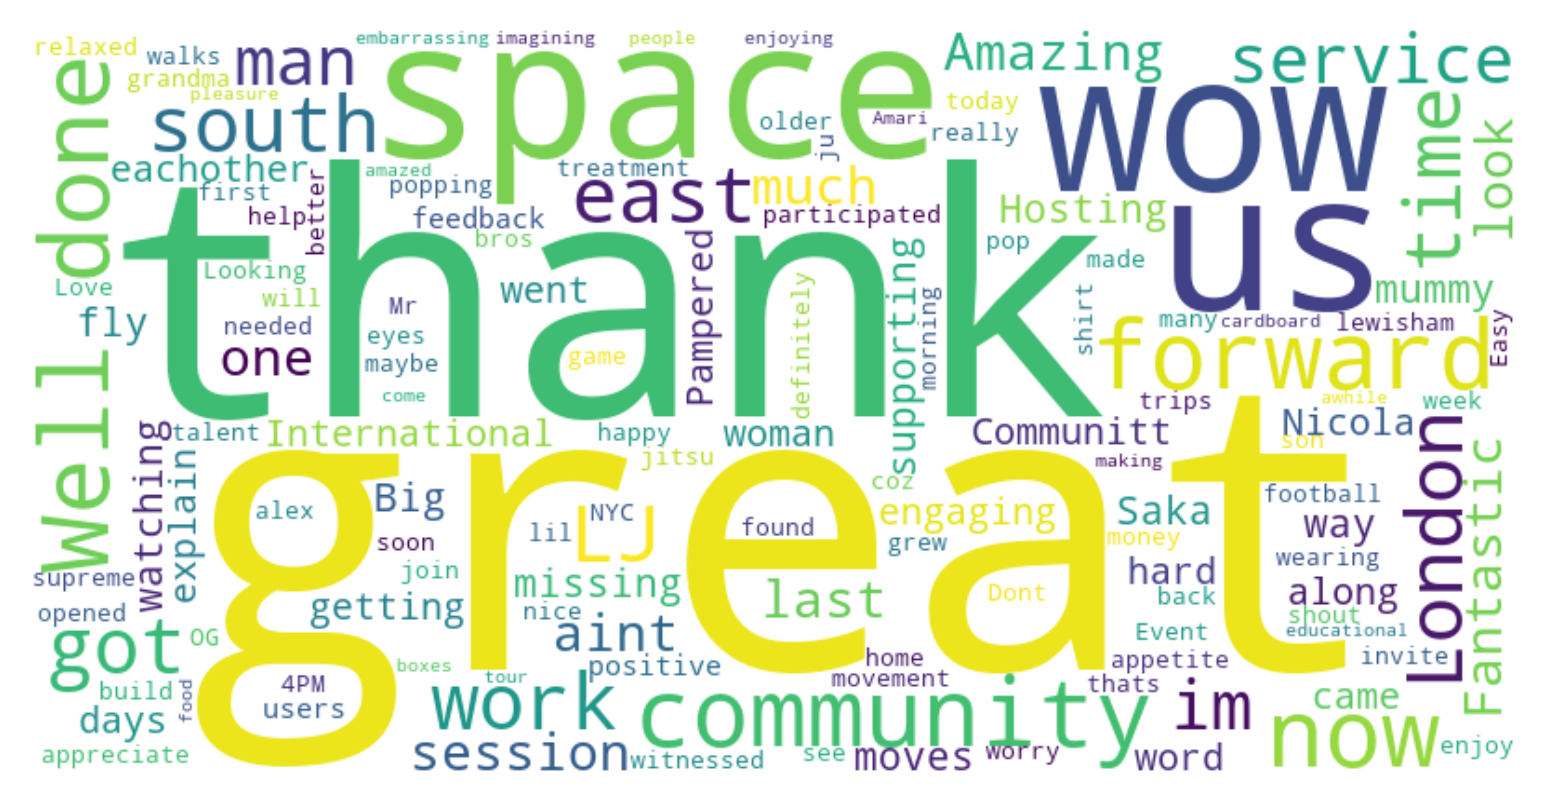 relaxed
walks
man
embarrassing
imagining
people
enjoying
Amazing
service
grandma
pleasure
south
space
older
Amari
today
really
wow
time
look
Well done
eachother
first
amazed
popping
treatment
ju
help
better
feedback
bros
east
much
participated
Hosting
us
Looking
will
Love
fly
needed
one
Mr
eyes
maybe
come
thank
went
game
Pampered
definitely
supporting
morning
pop
made
shirt
mummy
many
cardboard
lewisham
Easy
forward
trips
awhile
week
Nicola
son
watching
talent
explain
International
happy
jitsu
woman
coz
Communitt
making
London
Fantastic
great
alex
Big
soon
join
getting
lil
NYC
LJ
missing
nice
aint
positive
found
last
engaging
grew
Dont
Saka
money
hard
back
Event
football
way
wearing
along
shout
educational
invite
supreme
opened
got
OG
build
days
appreciate
food
4PM
users
boxes
tour
work
session
witnessed
home
movement
community
see
moves
worry
appetite
thats
im
word
came
now
enjoy